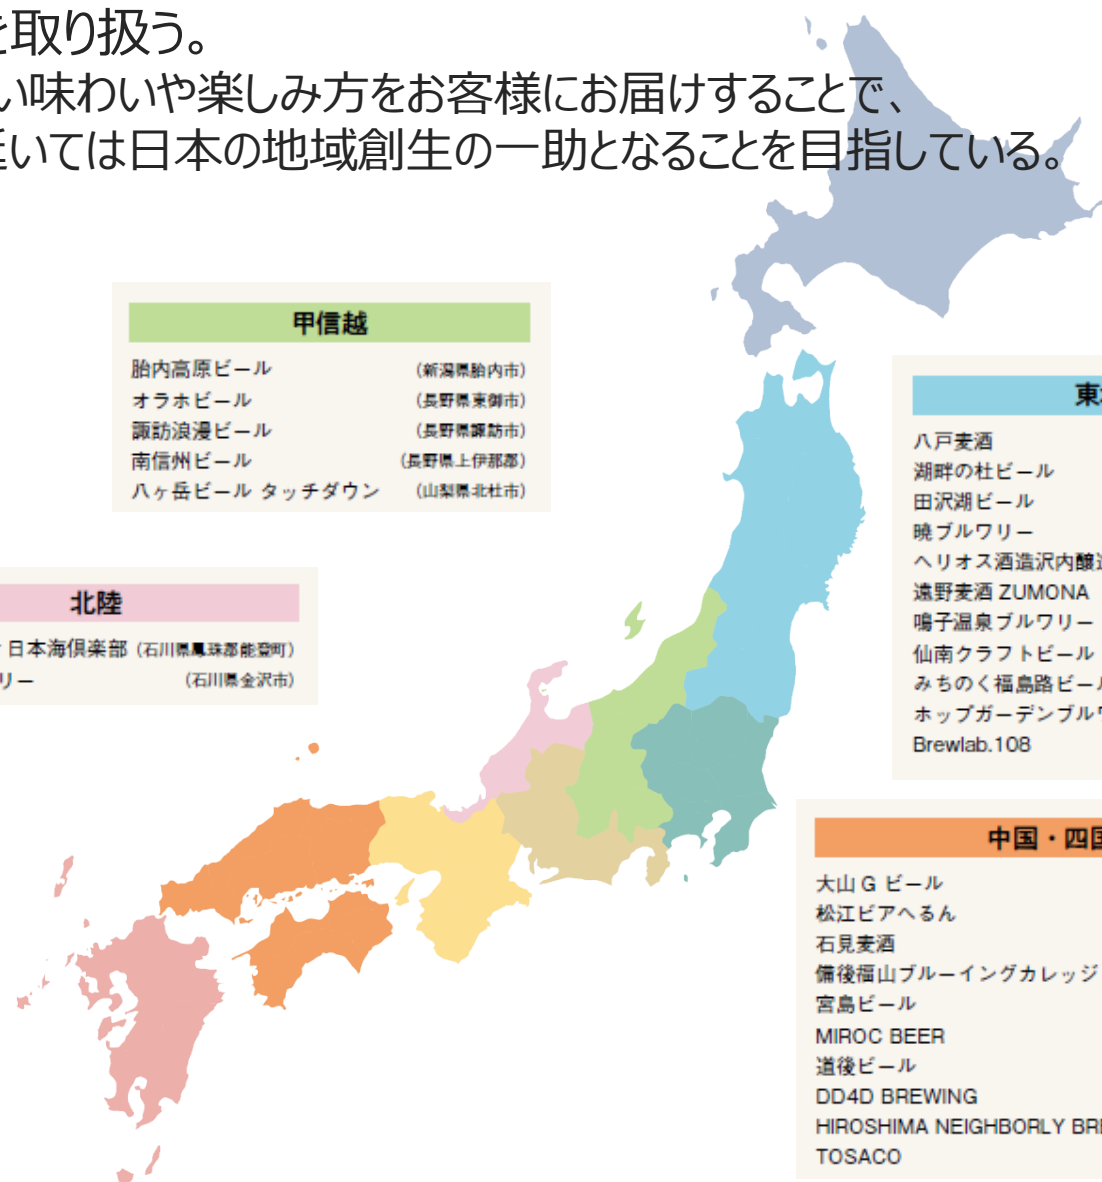 を取り扱う。
い味わいや楽しみ方をお客様にお届けすることで、
延いては日本の地域創生の一助となることを目指している。
甲信越
胎内高原ビール (新潟県胎内市)
オラホビール (長野県東御市)
諏訪浪漫ビール (長野県諏訪市)
南信州ビール (長野県上伊那郡)
八ヶ岳ビール タッチダウン (山梨県北杜市)
北陸
日本海倶楽部 (石川県鳳珠郡能登町)
リー (石川県金沢市)
東
八戸麦酒
湖畔の杜ビール
田沢湖ビール
暁ブルワリー
ヘリオス酒造沢内醸
遠野麦酒 ZUMONA
鳴子温泉ブルワリー
仙南クラフトビール
みちのく福島路ビール
ホップガーデンブル
Brewlab.108
中国・四国
大山 G ビール
松江ビアへるん
石見麦酒
備後福山ブルーイングカレッジ
宮島ビール
MIROC BEER
道後ビール
DD4D BREWING
HIROSHIMA NEIGHBORLY BR
TOSACO